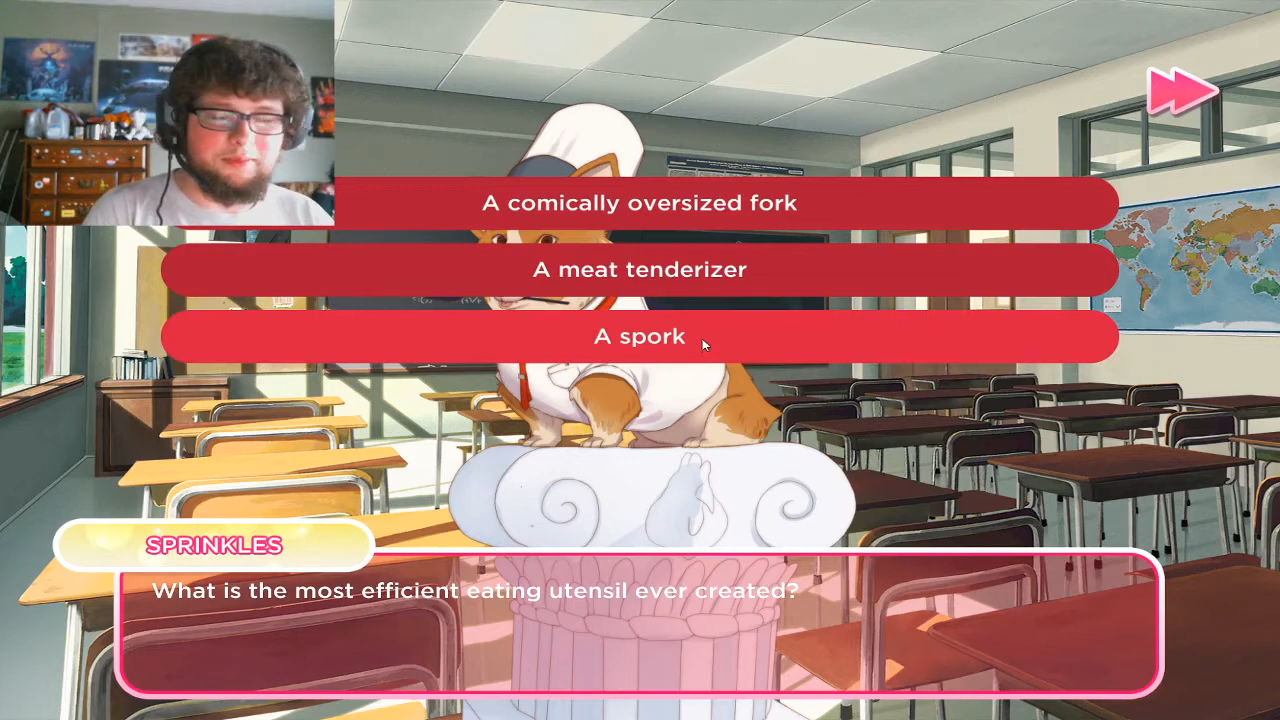 A comically oversized fork
A meat tenderizer
A spork
SPRINKLES
What is the most efficient eating utensil ever created?